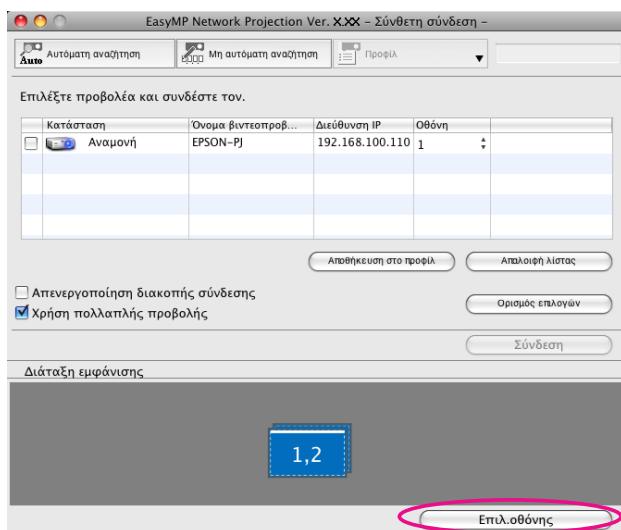 EasyMP Network Projection Ver. X.XX – Σύνθετη σύνδεση –
Auto Αυτόματη αναζήτηση Μη αυτόματη αναζήτηση Προφίλ
Επιλέξτε προβολέα και συνδέστε τον.
Κατάσταση Όνομα βιντεοπροβ... Διεύθυνση IP Οθόνη
Αναμονή EPSON-PJ 192.168.100.110 1
Αποθήκευση στο προφίλ Απαλοιφή λίστας
Απενεργοποίηση διακοπής σύνδεσης
Ορισμός επιλογών
Χρήση πολλαπλής προβολής
Σύνδεση
Διάταξη εμφάνισης
1,2
Επιλ.οθόνης